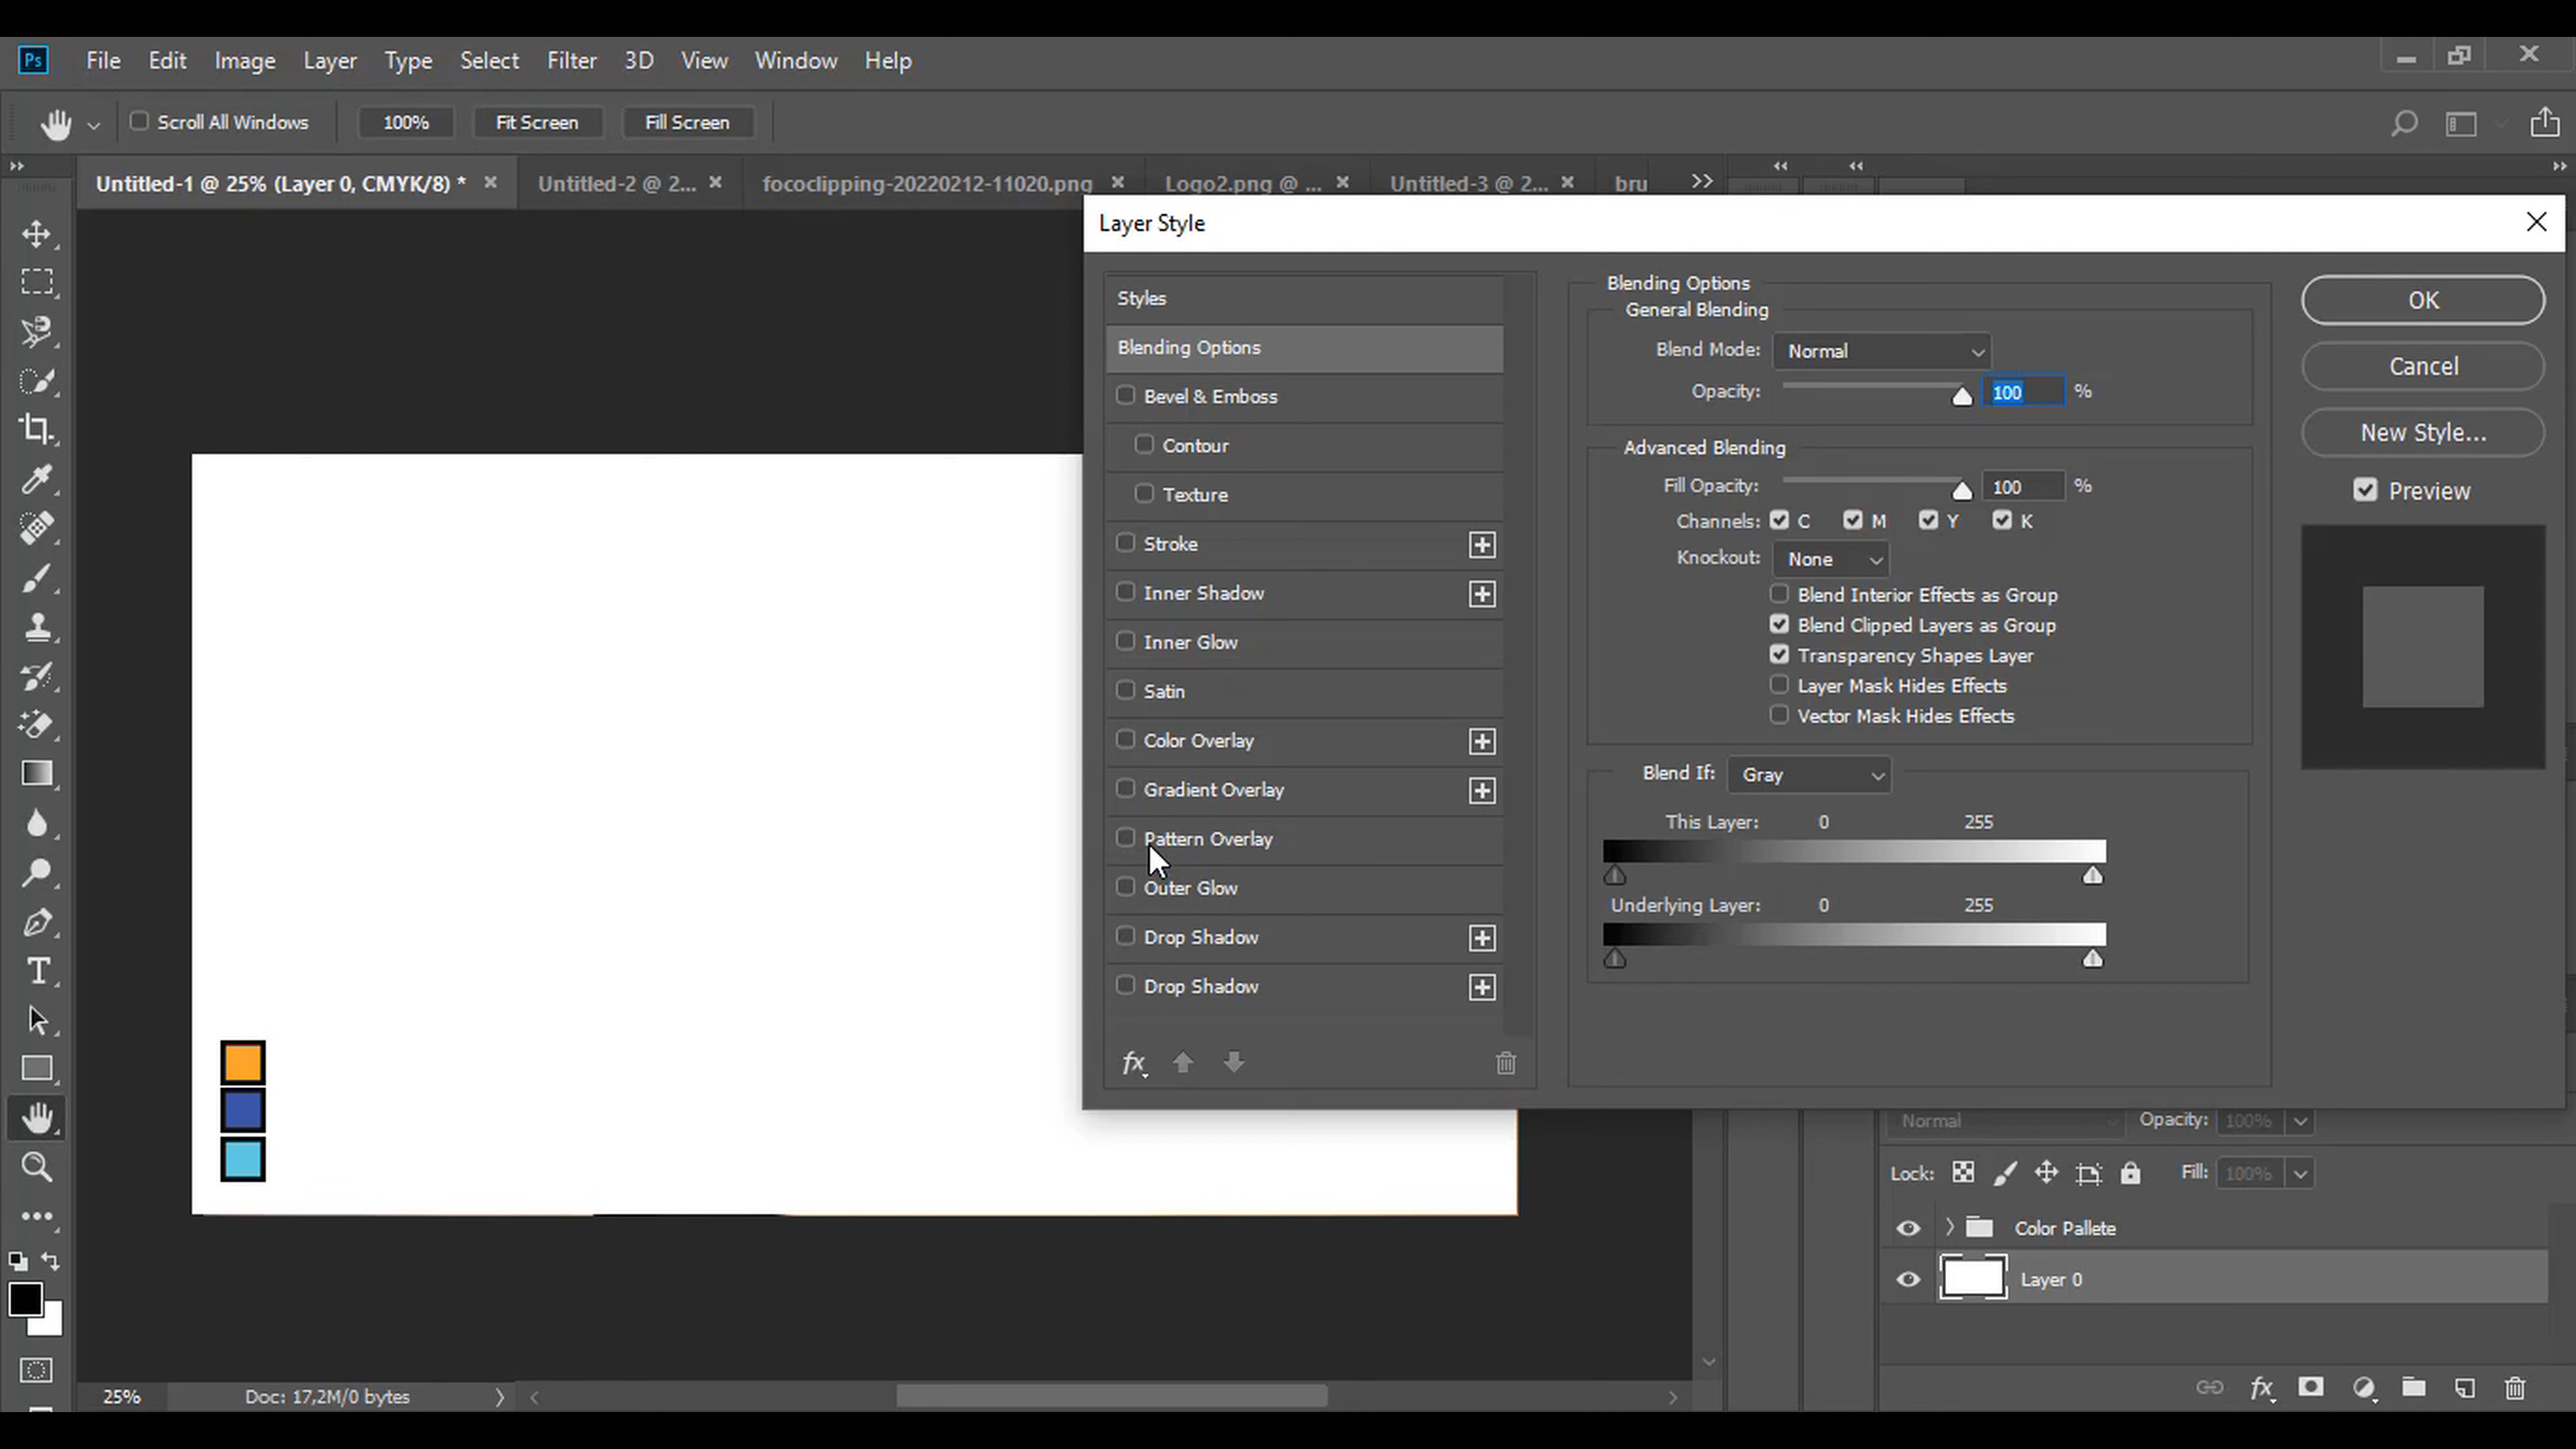 Ps File Edit Image Layer Type Select Filter 3D View Window Help
Scroll All Windows 100% Fit Screen Fill Screen
Untitled-1 @ 25% (Layer 0, CMYK/8) * Untitled-2 @ 2... fococlipping-20220212-11020.png Logo2.png @ ... Untitled-3 @ 2... bru
Layer Style
Styles
Blending Options
Bevel & Emboss
Contour
Texture
Stroke
Inner Shadow
Inner Glow
Satin
Color Overlay
Gradient Overlay
Pattern Overlay
Outer Glow
Drop Shadow
Drop Shadow
fx
Blending Options
General Blending
Blend Mode: Normal
Opacity: 100 %
Advanced Blending
Fill Opacity: 100 %
Channels: C M Y K
Knockout: None
Blend Interior Effects as Group
Blend Clipped Layers as Group
Transparency Shapes Layer
Layer Mask Hides Effects
Vector Mask Hides Effects
Blend If: Gray
This Layer: 0 255
Underlying Layer: 0 255
OK
Cancel
New Style...
Preview
Normal Opacity: 100%
Lock: Fill: 100%
Color Pallete
Layer 0
fx
25% Doc: 17,2M/0 bytes